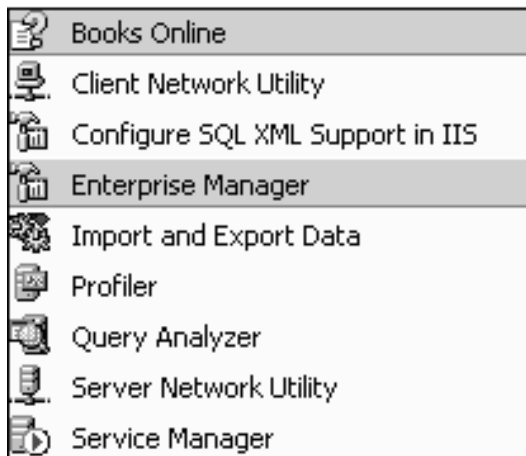 Books Online
Client Network Utility
Configure SQL XML Support in IIS
Enterprise Manager
Import and Export Data
Profiler
Query Analyzer
Server Network Utility
Service Manager